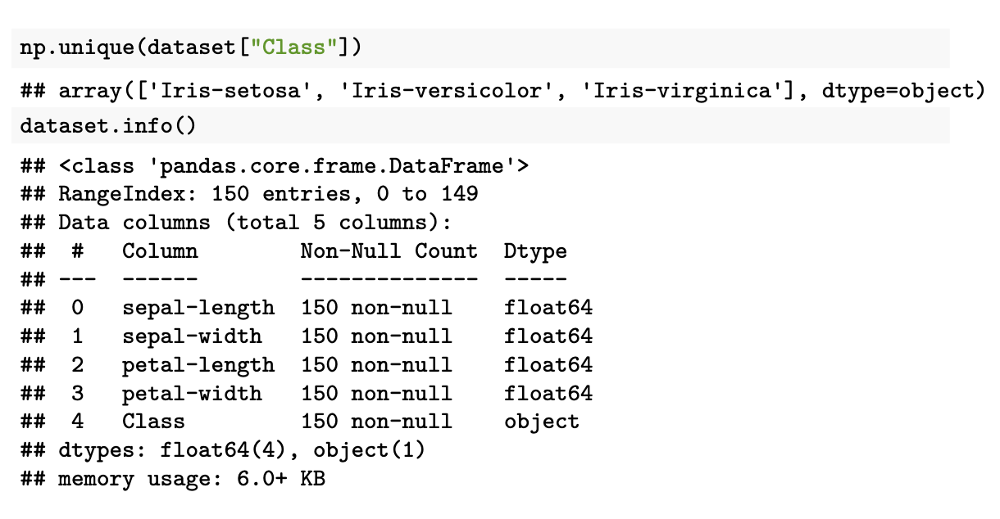 np.unique(dataset["Class"])
## array(['Iris-setosa', 'Iris-versicolor', 'Iris-virginica'], dtype=object)
dataset.info()
## <class 'pandas.core.frame.DataFrame'>
## RangeIndex: 150 entries, 0 to 149
## Data columns (total 5 columns):
##  #   Column        Non-Null Count  Dtype
## ---  ------        --------------  -----
##  0   sepal-length  150 non-null    float64
##  1   sepal-width   150 non-null    float64
##  2   petal-length  150 non-null    float64
##  3   petal-width   150 non-null    float64
##  4   Class         150 non-null    object
## dtypes: float64(4), object(1)
## memory usage: 6.0+ KB